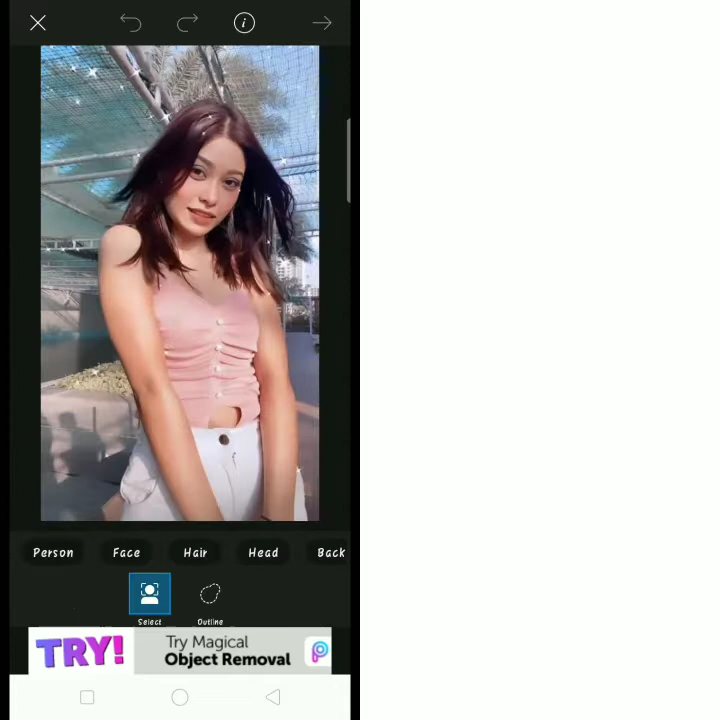 Person Face Hair Head Back
Select Outline
TRY! Try Magical
Object Removal